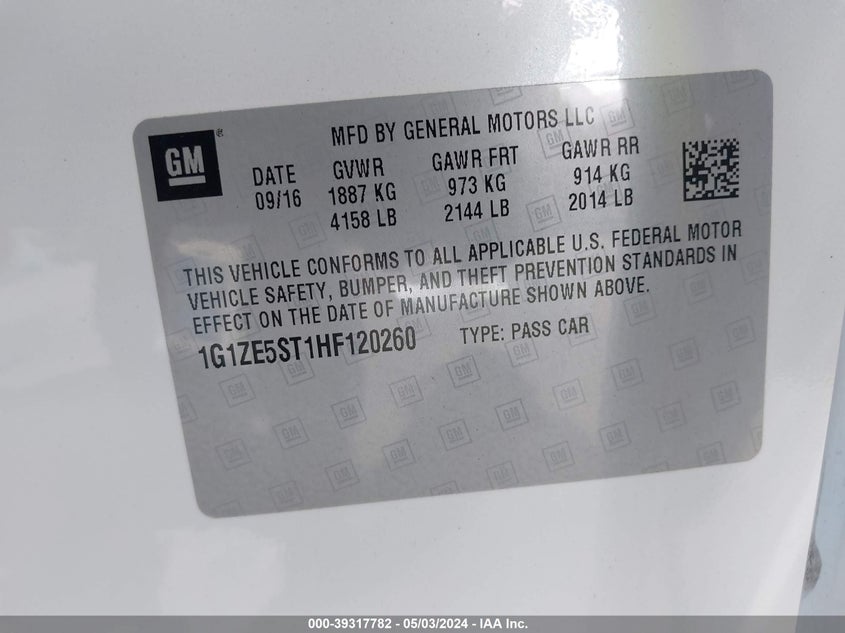 GM
MFD BY GENERAL MOTORS LLC
DATE GVWR GAWR FRT GAWR RR
09/16 1887 KG 973 KG 914 KG
4158 LB 2144 LB 2014 LB
THIS VEHICLE CONFORMS TO ALL APPLICABLE U.S. FEDERAL MOTOR
VEHICLE SAFETY, BUMPER, AND THEFT PREVENTION STANDARDS IN
EFFECT ON THE DATE OF MANUFACTURE SHOWN ABOVE.
1G1ZE5ST1HF120260 TYPE: PASS CAR
000-39317782 - 05/03/2024 - IAA Inc.